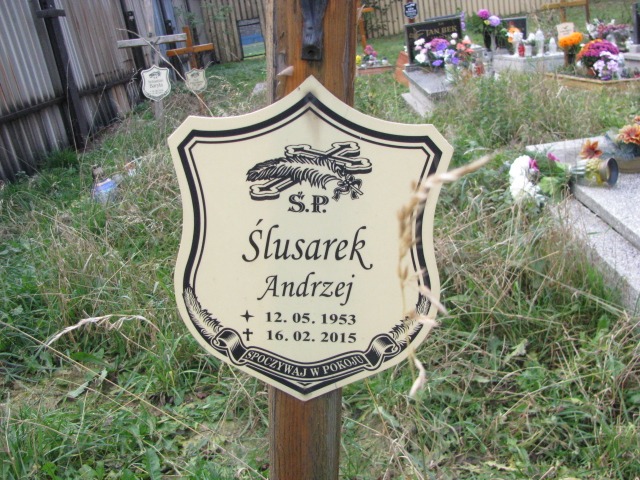 Ś.P.
Ślusarek
Andrzej
12. 05. 1953
16. 02. 2015
SPOCZYWAJ W POKOJU